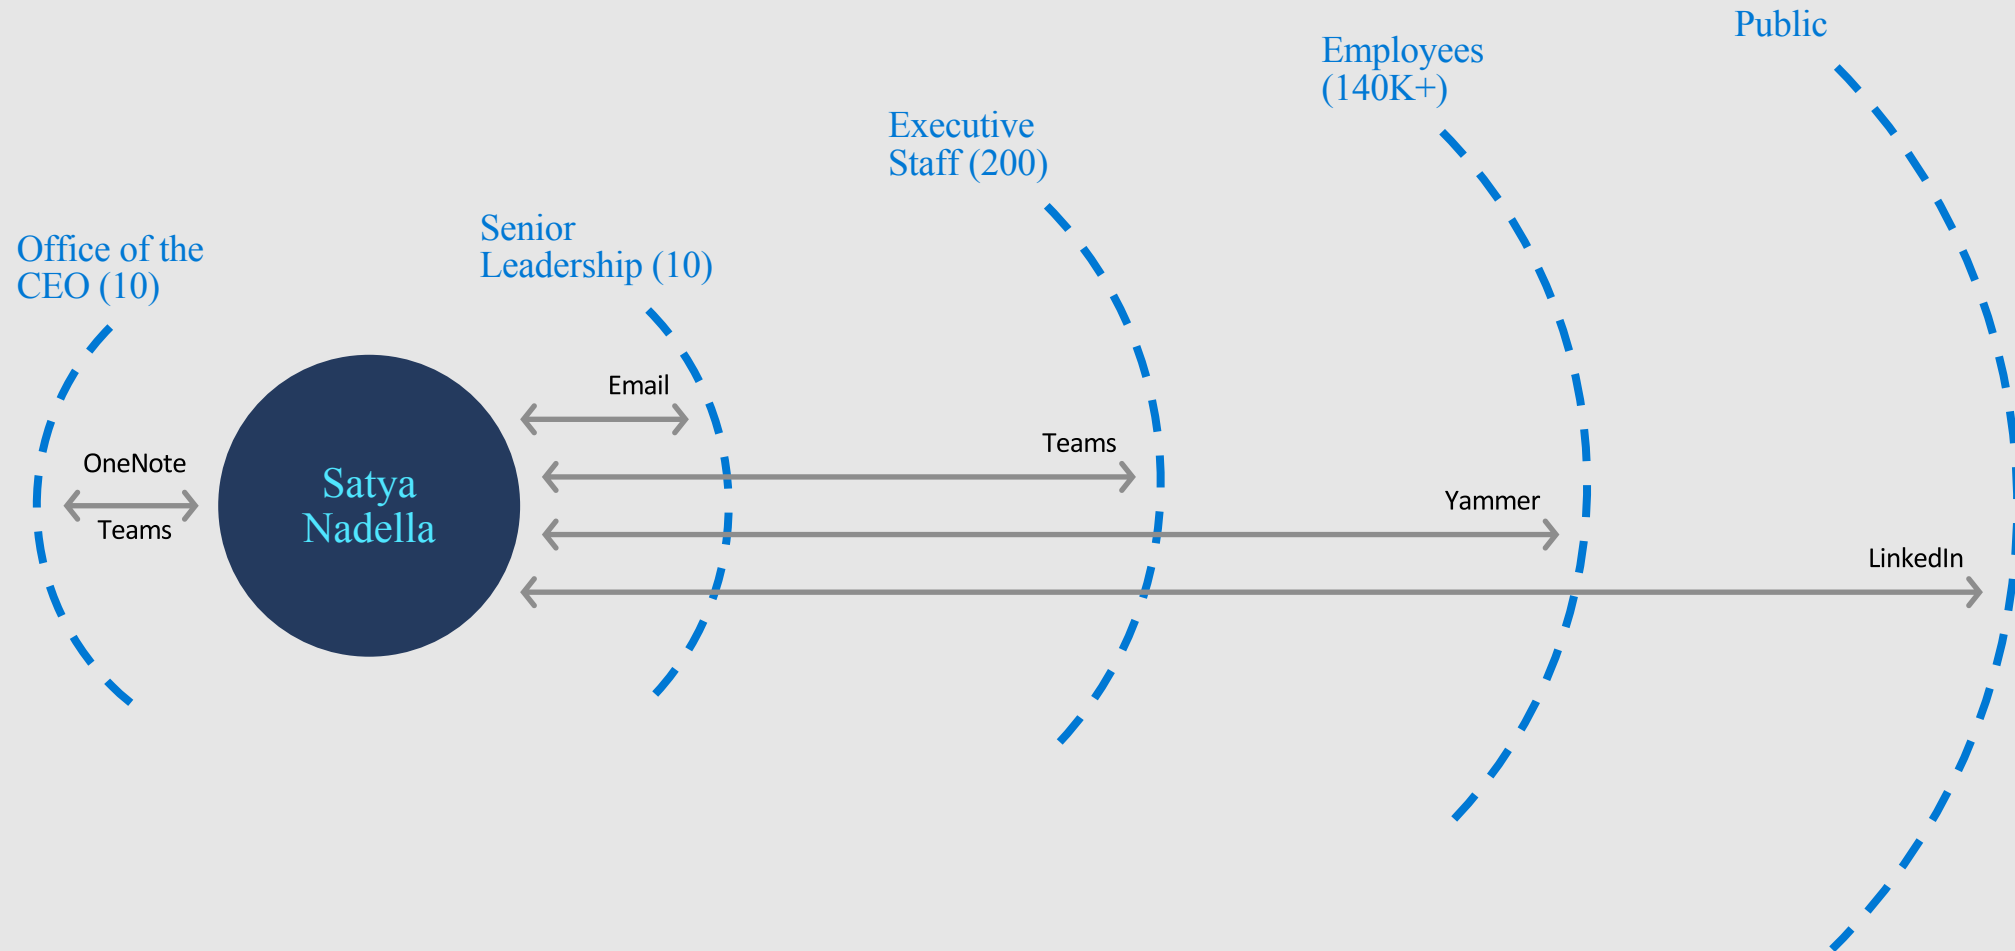 Public
Employees
(140K+)
Executive
Staff (200)
Senior
Leadership (10)
Office of the
CEO (10)
Email
Teams
OneNote
Teams
Satya
Nadella
Yammer
LinkedIn